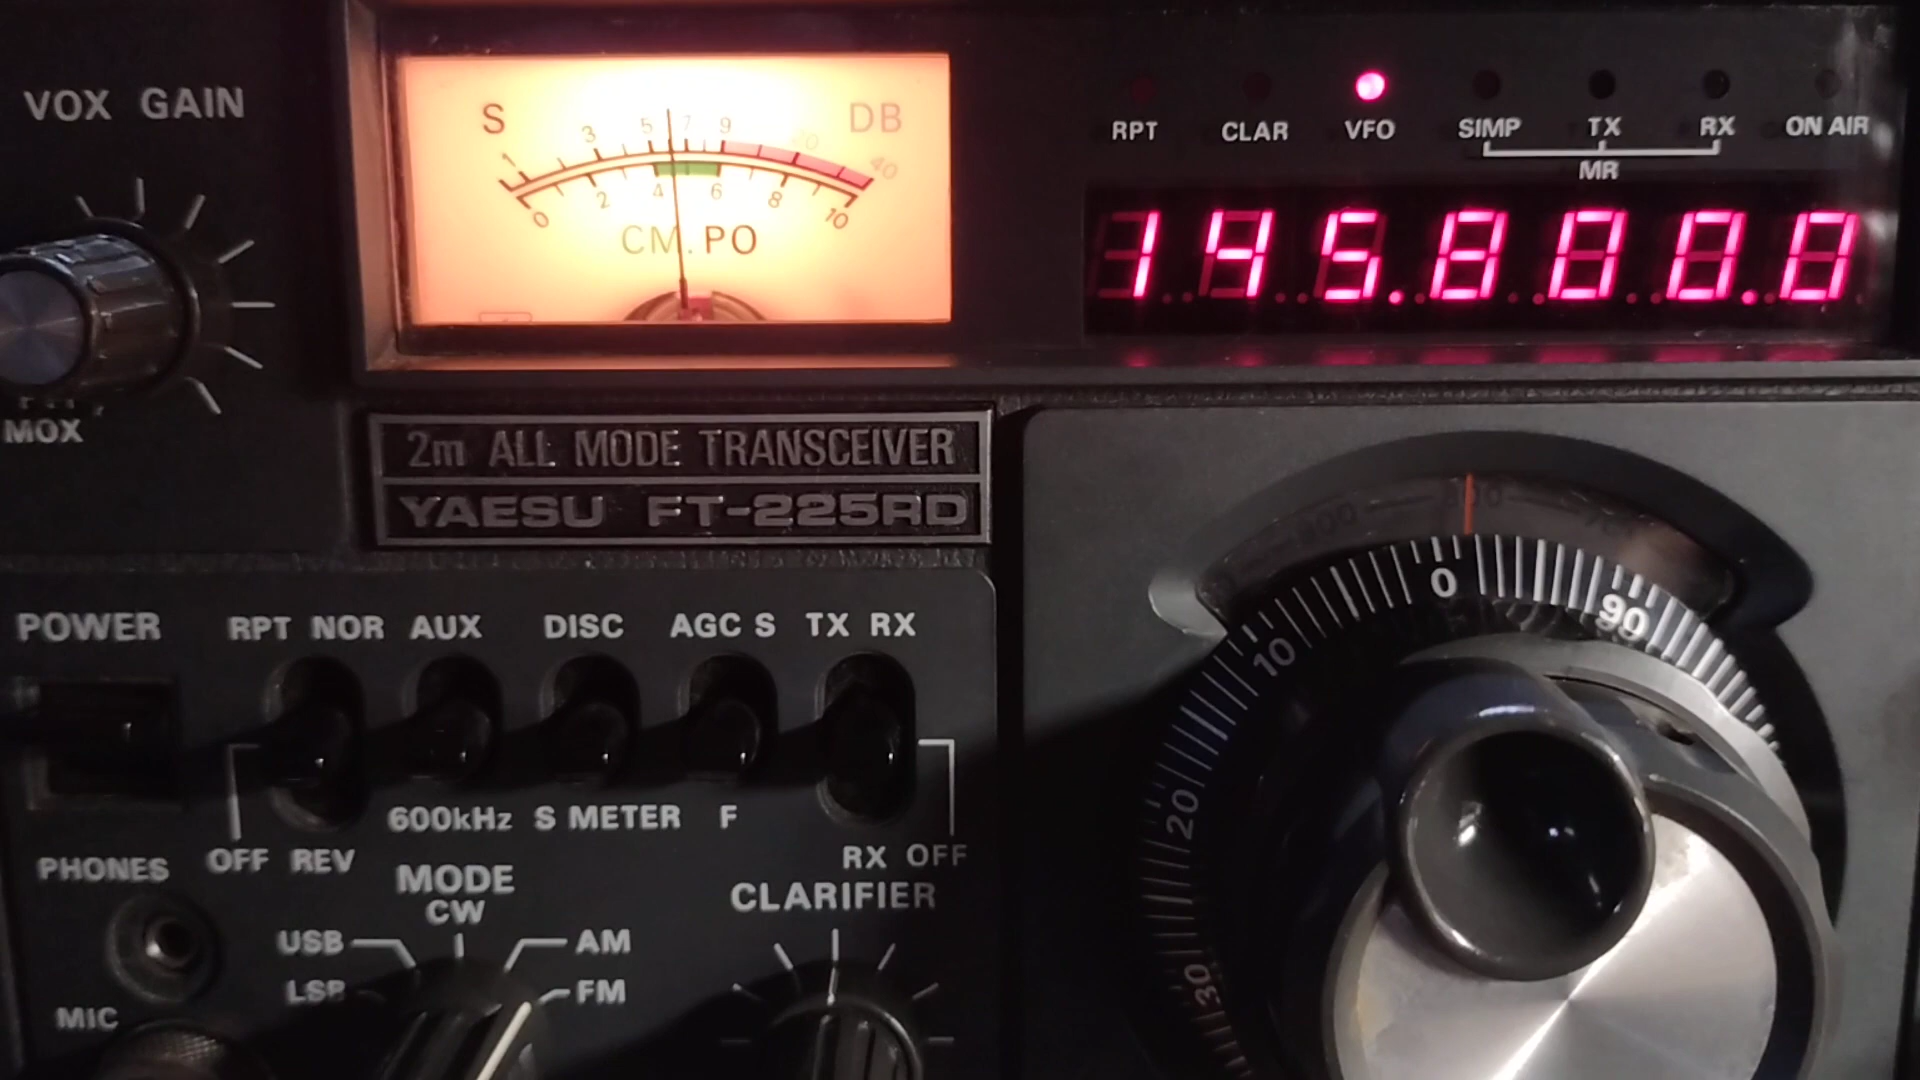 VOX GAIN
S 3 5 7 9 20 DB
1 40
0 2 4 6 8 10
CM.PO
RPT CLAR VFO SIMP TX RX ON AIR
MR
145.8000.0
MOX
2m ALL MODE TRANSCEIVER
YAESU FT-225RD
POWER RPT NOR AUX DISC AGC S TX RX
600kHz S METER F
OFF REV RX OFF
PHONES MODE CLARIFIER
CW
USB AM
LSB FM
MIC
0 90
10
20
30